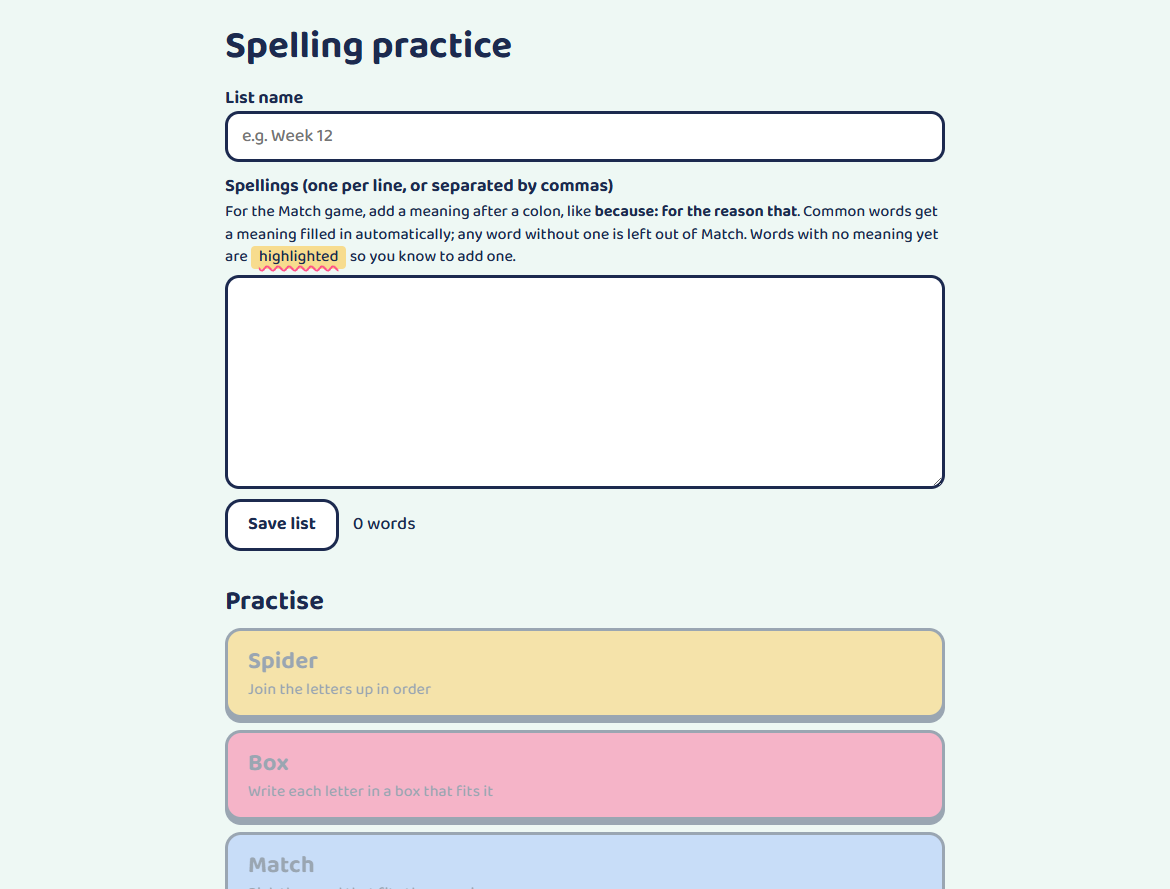 Spelling practice
List name
e.g. Week 12
Spellings (one per line, or separated by commas)
For the Match game, add a meaning after a colon, like because: for the reason that. Common words get
a meaning filled in automatically; any word without one is left out of Match. Words with no meaning yet
are highlighted so you know to add one.
Save list 0 words
Practise
Spider
Join the letters up in order
Box
Write each letter in a box that fits it
Match